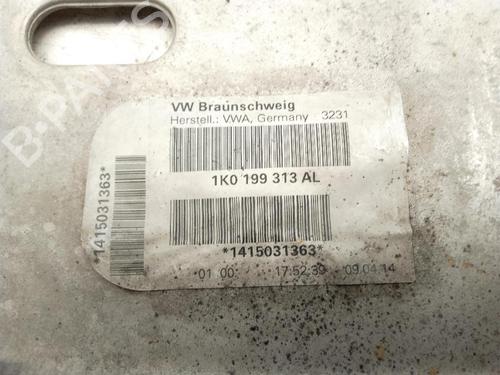 VW Braunschweig
Herstell.: VWA, Germany 3231
1K0 199 313 AL
*1415031363*
*1415031363*
01 00 17:52:39 09.04.14
B-PARTS